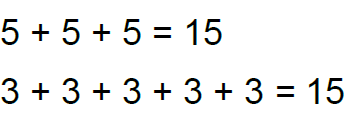 5 + 5 + 5 = 15
3 + 3 + 3 + 3 + 3 = 15